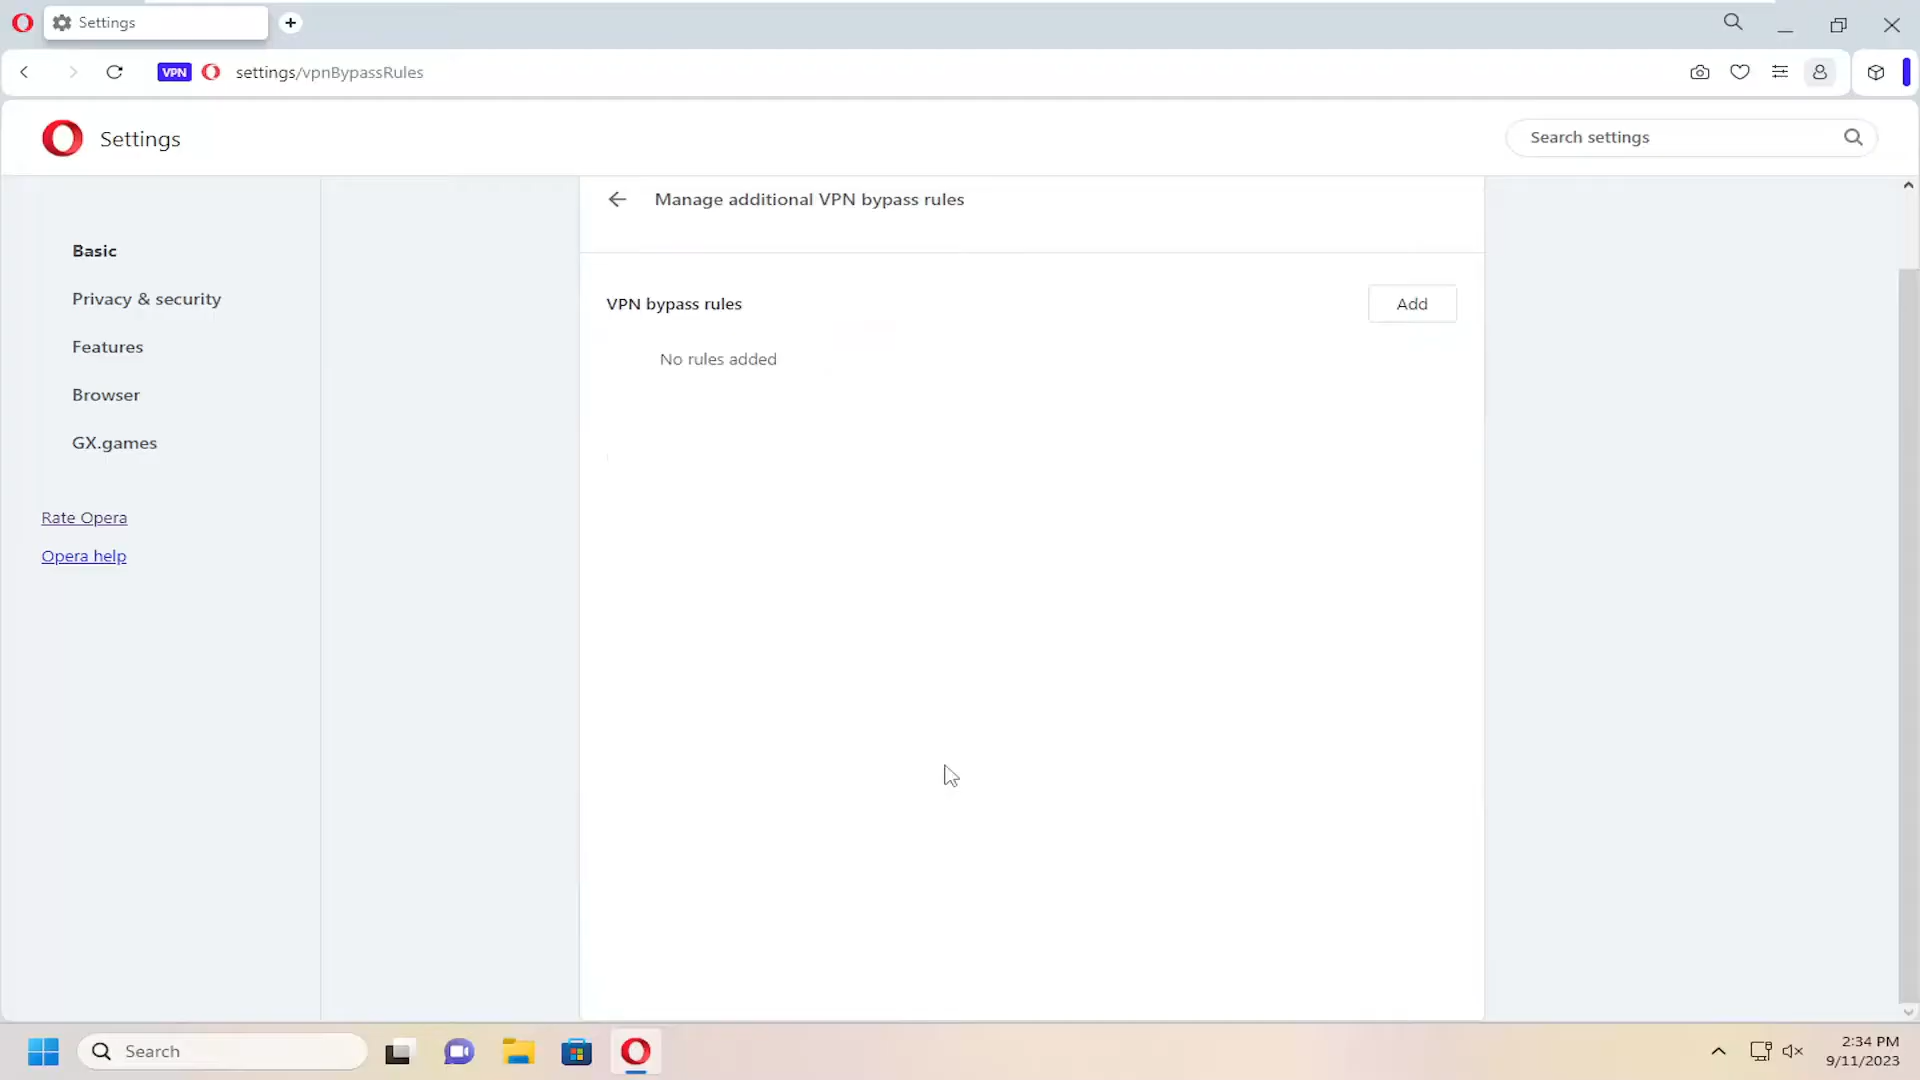 Settings
VPN
settings/vpnBypassRules
Settings
Search settings
Manage additional VPN bypass rules
Basic
Privacy & security
Features
Browser
GX.games
Rate Opera
Opera help
VPN bypass rules
Add
No rules added
Search
2:34 PM
9/11/2023